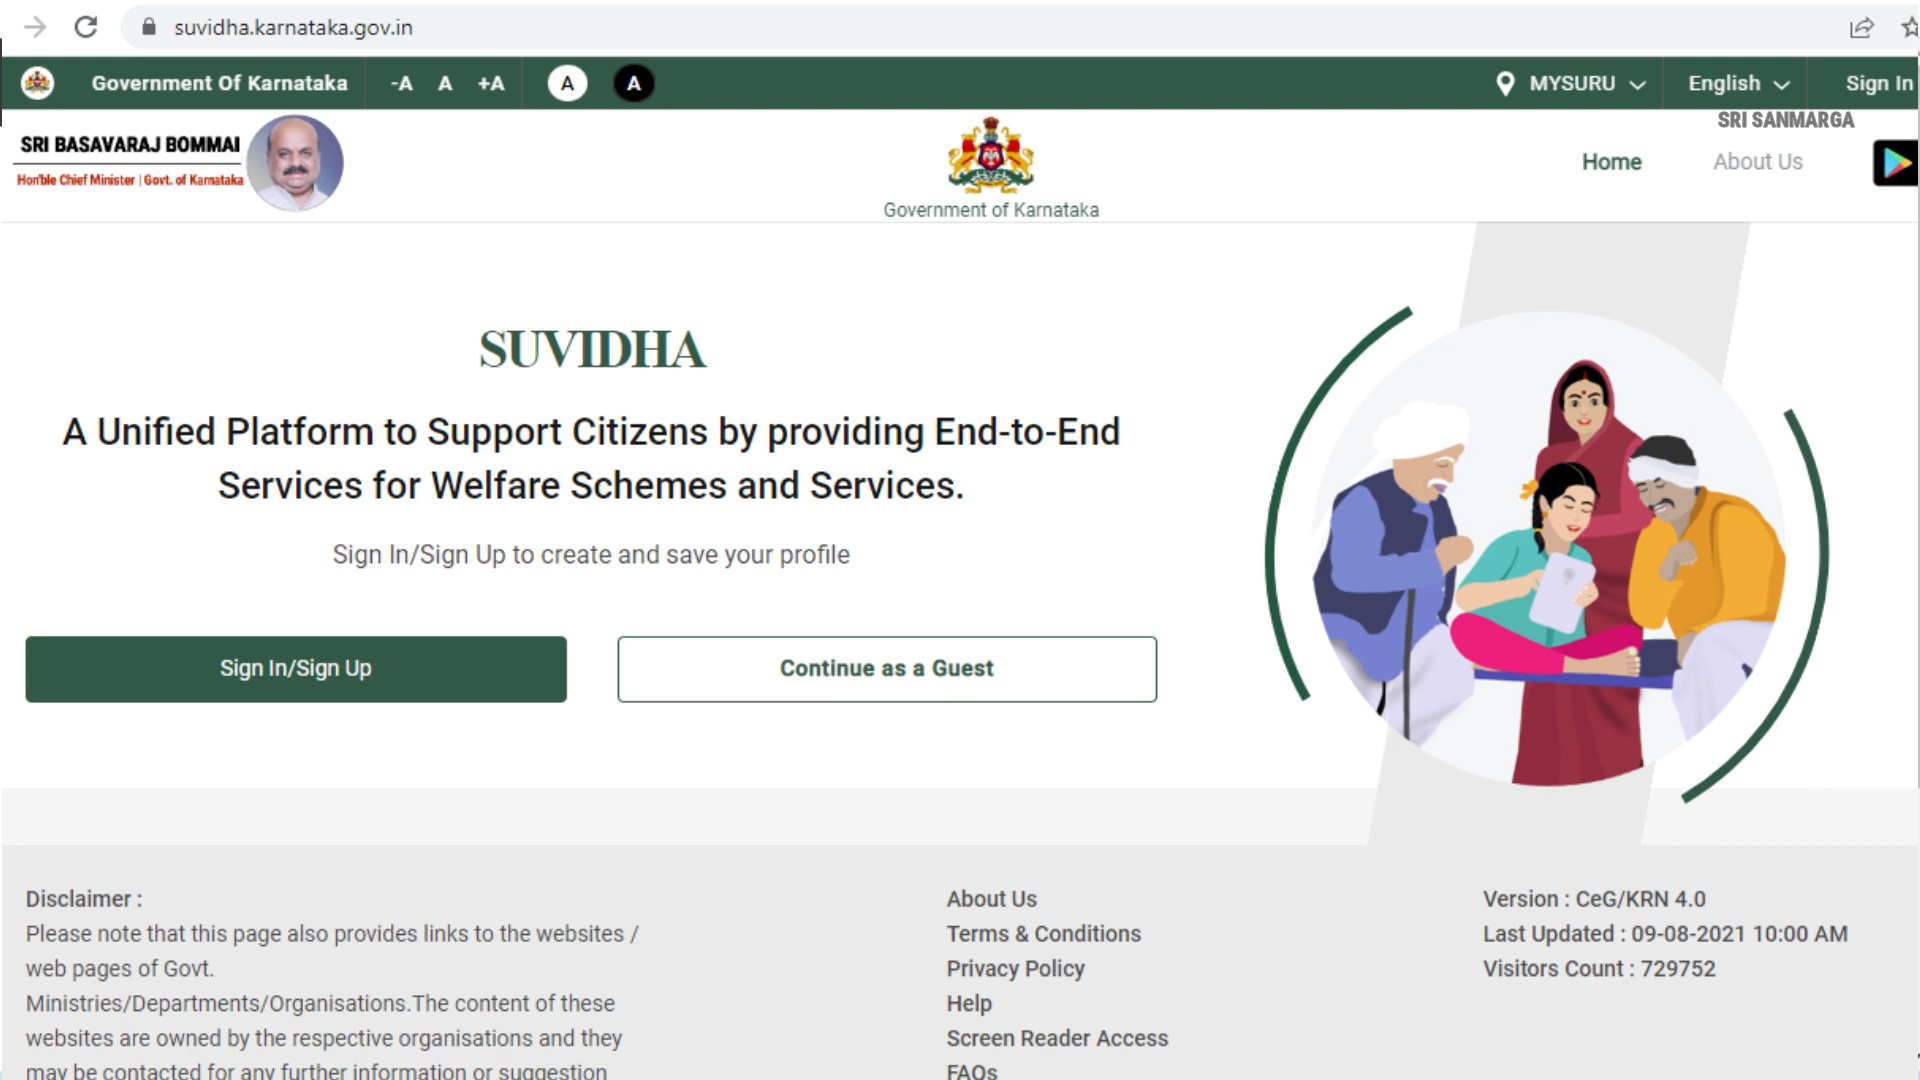 suvidha.karnataka.gov.in
Government Of Karnataka -A A +A A A MYSURU English Sign In
SRI SANMARGA
SRI BASAVARAJ BOMMAI
Hon'ble Chief Minister | Govt. of Karnataka
Home About Us
Government of Karnataka
SUVIDHA
A Unified Platform to Support Citizens by providing End-to-End
Services for Welfare Schemes and Services.
Sign In/Sign Up to create and save your profile
Sign In/Sign Up Continue as a Guest
Disclaimer :
Please note that this page also provides links to the websites /
web pages of Govt.
Ministries/Departments/Organisations.The content of these
websites are owned by the respective organisations and they
may be contacted for any further information or suggestion
About Us
Terms & Conditions
Privacy Policy
Help
Screen Reader Access
FAQs
Version : CeG/KRN 4.0
Last Updated : 09-08-2021 10:00 AM
Visitors Count : 729752